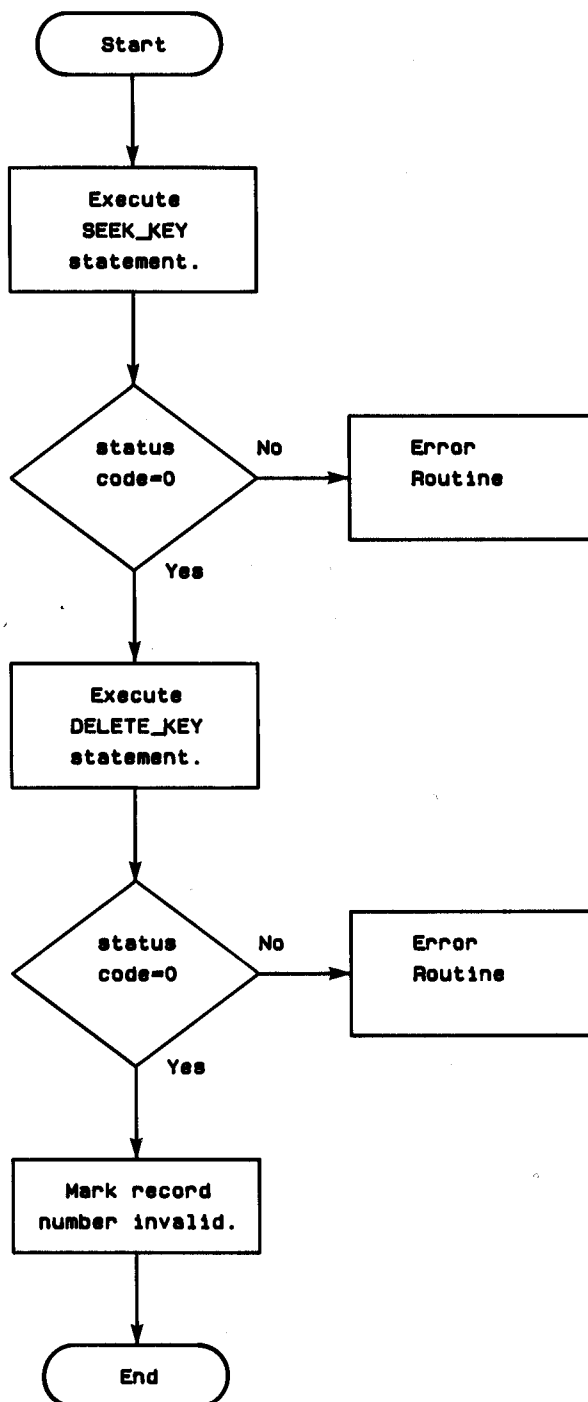 Start
Execute
SEEK_KEY
statement.
status
code=0
No
Error
Routine
Yes
Execute
DELETE_KEY
statement.
status
code=0
No
Error
Routine
Yes
Mark record
number invalid.
End